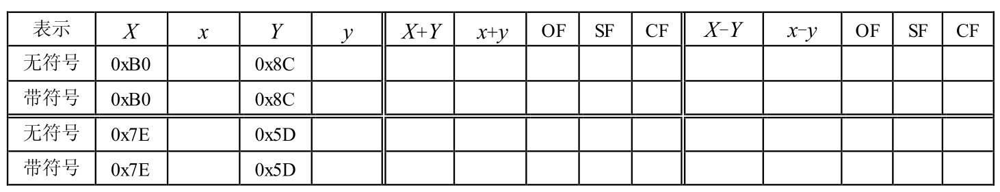 表示 X x Y y X+Y x+y OF SF CF X−Y x−y OF SF CF
无符号 0xB0 0x8C
带符号 0xB0 0x8C
无符号 0x7E 0x5D
带符号 0x7E 0x5D